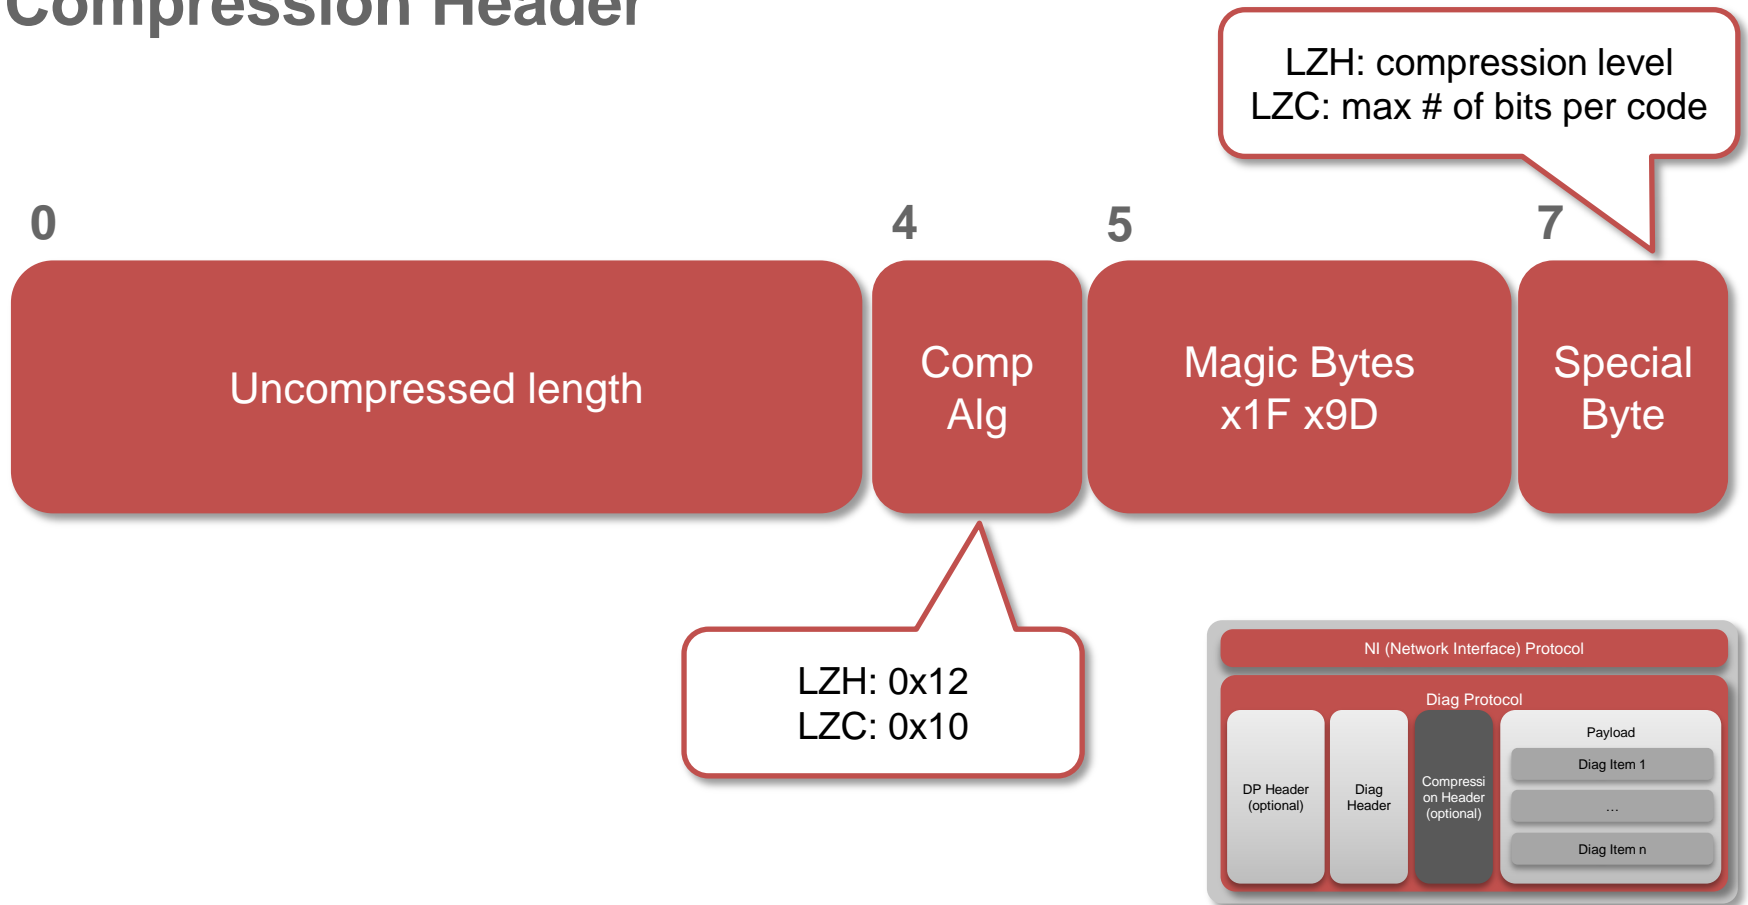 Compression Header
LZH: compression level
LZC: max # of bits per code
0
4
5
7
Uncompressed length
Comp
Alg
Magic Bytes
x1F x9D
Special
Byte
LZH: 0x12
LZC: 0x10
NI (Network Interface) Protocol
Diag Protocol
DP Header
(optional)
Diag
Header
Compressi
on Header
(optional)
Payload
Diag Item 1
…
Diag Item n